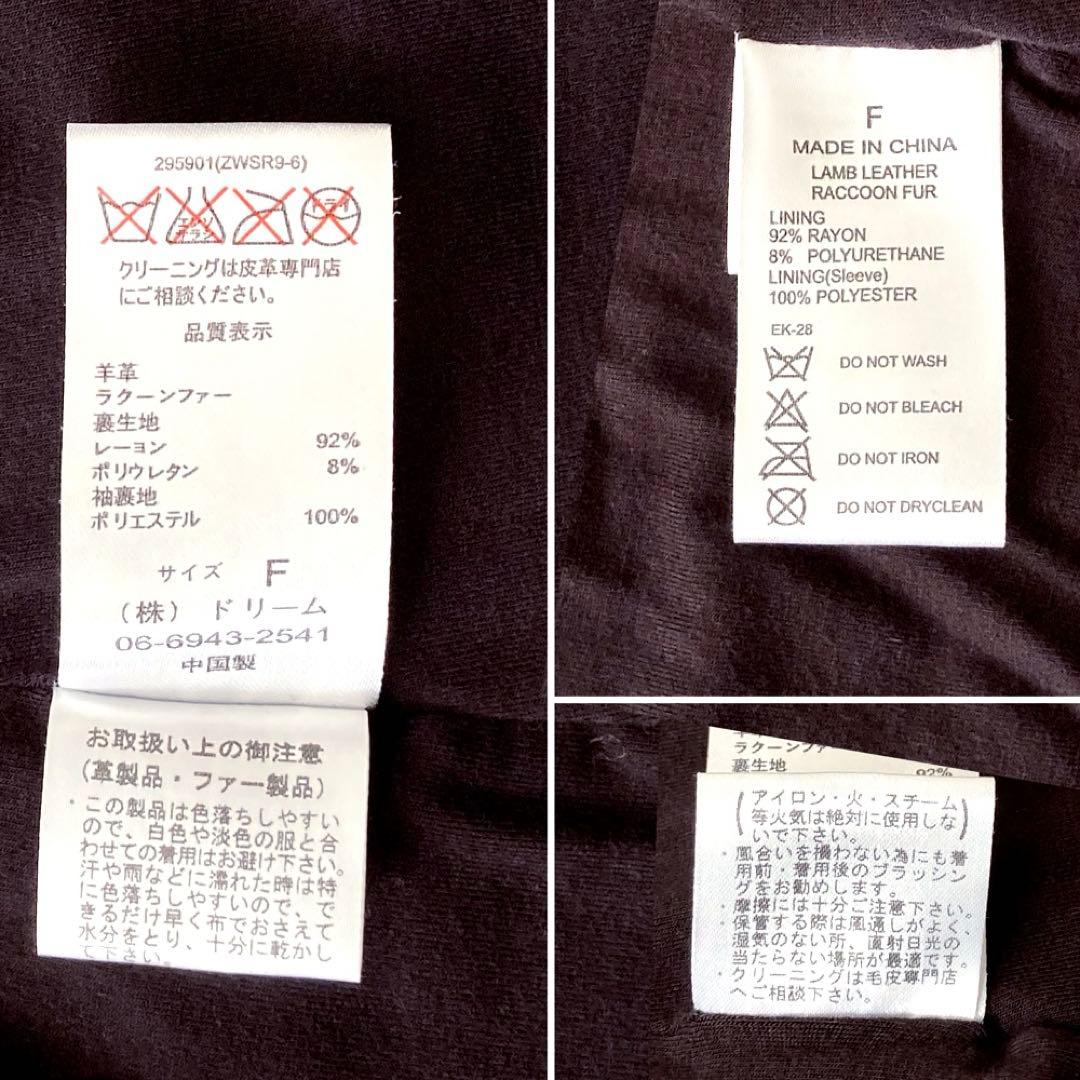 295901(ZWSR9-6)
エンソ
サラシ
ドライ
クリーニングは皮革専門店
にご相談ください。
品質表示
羊革
ラクーンファー
裏生地
レーヨン 92%
ポリウレタン 8%
袖裏地
ポリエステル 100%
サイズ F
(株) ドリーム
06-6943-2541
中国製
お取扱い上の御注意
(革製品・ファー製品)
・この製品は色落ちしやすい
ので、白色や淡色の服と合
わせての着用はお避け下さい。
汗や雨などに濡れた時は特
に色落ちしやすいので、で
きるだけ早く布でおさえて
水分をとり、十分に乾かし
て下さい。
F
MADE IN CHINA
LAMB LEATHER
RACCOON FUR
LINING
92% RAYON
8% POLYURETHANE
LINING(Sleeve)
100% POLYESTER
EK-28
DO NOT WASH
DO NOT BLEACH
DO NOT IRON
DO NOT DRYCLEAN
ラクーンファー
裏生地
92%
(アイロン・火・スチーム
等火気は絶対に使用しな
いで下さい。)
・風合いを損わない為にも着
用前・着用後のブラッシン
グをお勧めします。
・摩擦には十分ご注意下さい。
・保管する際は風通しがよく、
湿気のない所、直射日光の
当たらない場所が最適です。
・クリーニングは毛皮専門店
へご相談下さい。